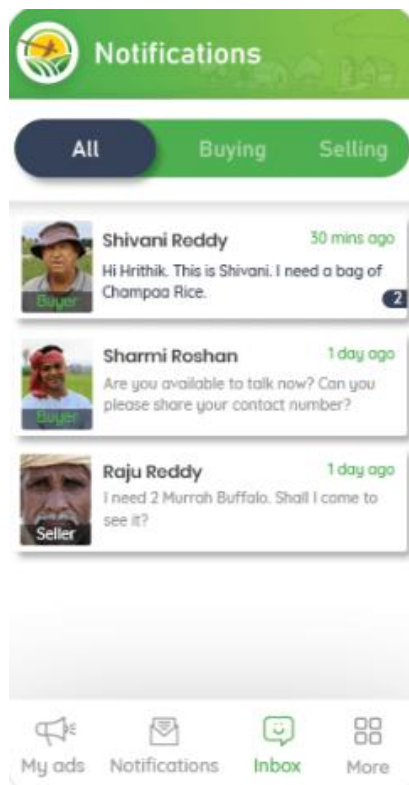 Notifications
All Buying Selling
Shivani Reddy 30 mins ago
Hi Hrithik. This is Shivani. I need a bag of
Champaa Rice.
2
Buyer
Sharmi Roshan 1 day ago
Are you available to talk now? Can you
please share your contact number?
Buyer
Raju Reddy 1 day ago
I need 2 Murrah Buffalo. Shall I come to
see it?
Seller
My ads Notifications Inbox More